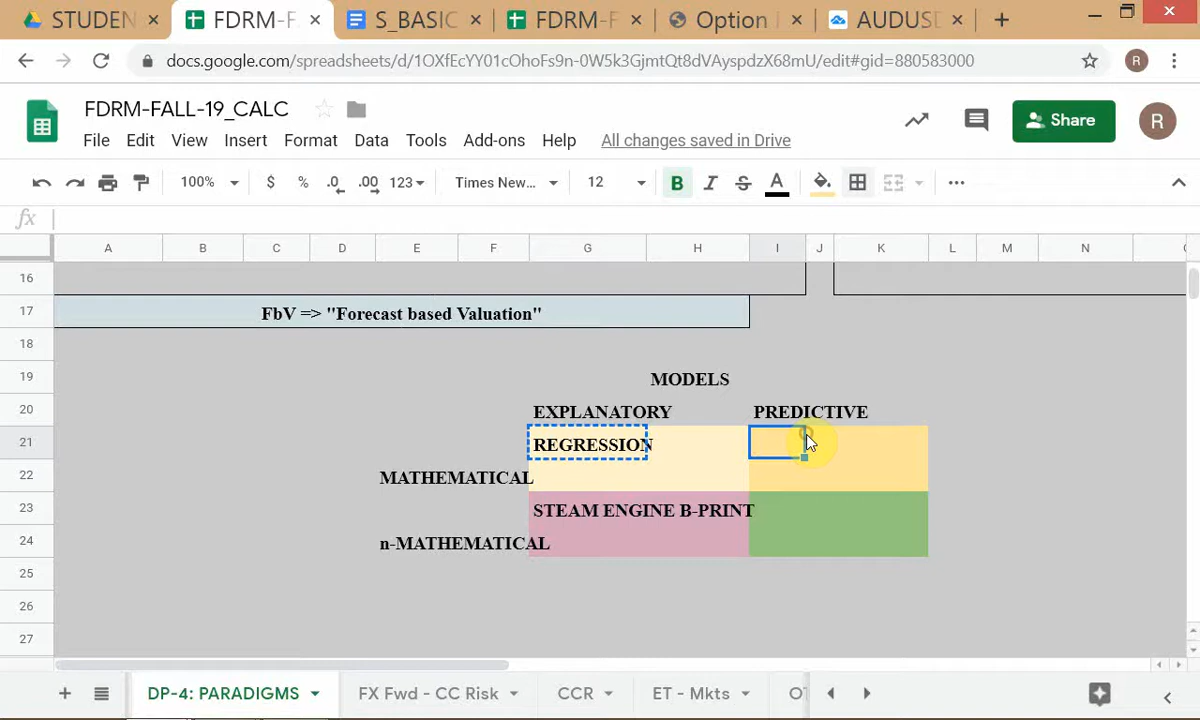 STUDEN
FDRM-F
S_BASIC
FDRM-F
Option
AUDUS
docs.google.com/spreadsheets/d/1OXfEcYY01cOhoFs9n-0W5k3GjmtQt8dVAyspdzX68mU/edit#gid=880583000
R
FDRM-FALL-19_CALC
File Edit View Insert Format Data Tools Add-ons Help All changes saved in Drive
Share
R
100% $ % .0 .00 123 Times New... 12 B I S A
fx
A B C D E F G H I J K L M N
16
17 FbV => "Forecast based Valuation"
18
19 MODELS
20 EXPLANATORY PREDICTIVE
21 REGRESSION
22 MATHEMATICAL
23 STEAM ENGINE B-PRINT
24 n-MATHEMATICAL
25
26
27
DP-4: PARADIGMS FX Fwd - CC Risk CCR ET - Mkts